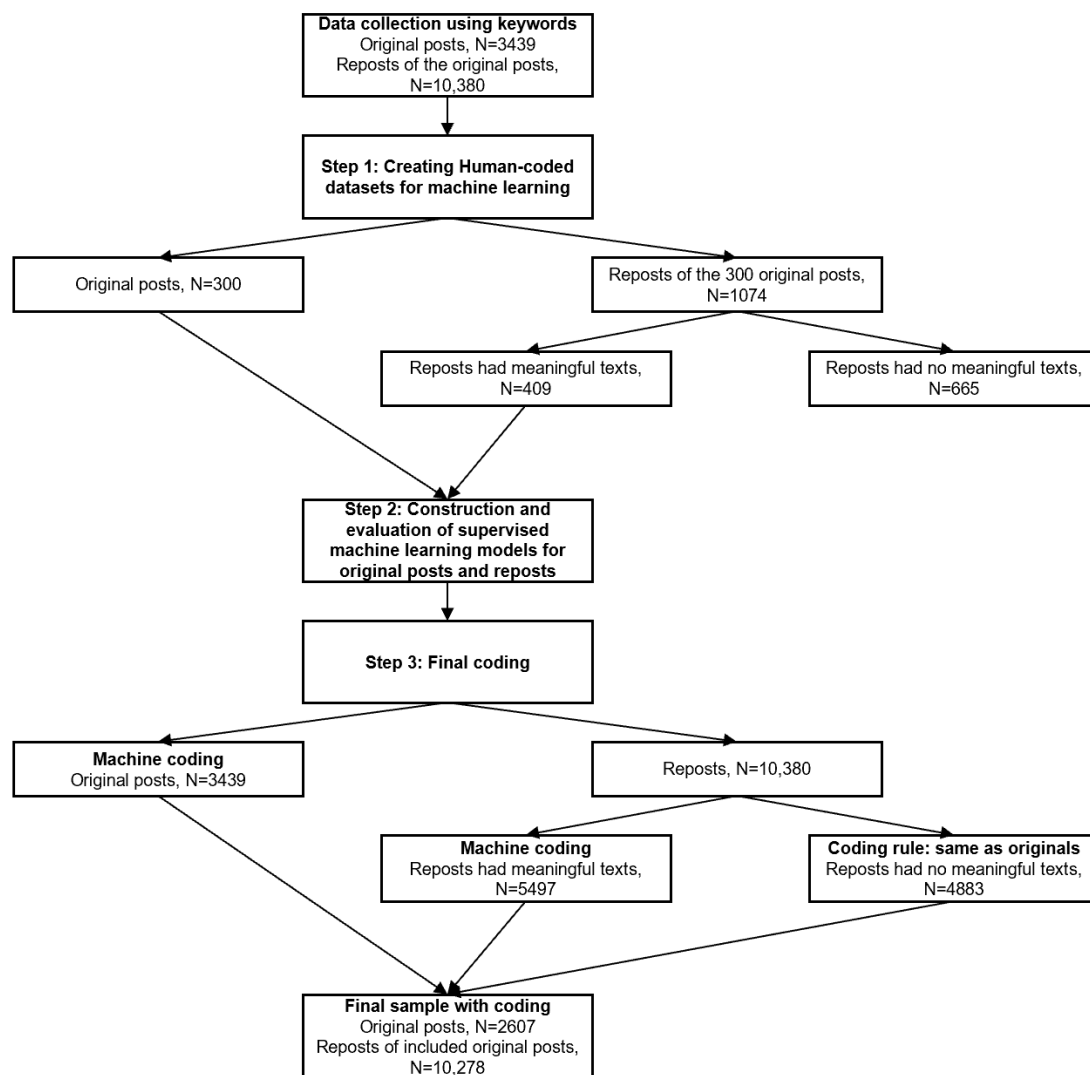 Data collection using keywords
Original posts, N=3439
Reposts of the original posts,
N=10,380
Step 1: Creating Human-coded
datasets for machine learning
Original posts, N=300
Reposts of the 300 original posts,
N=1074
Reposts had meaningful texts,
N=409
Reposts had no meaningful texts,
N=665
Step 2: Construction and
evaluation of supervised
machine learning models for
original posts and reposts
Step 3: Final coding
Machine coding
Original posts, N=3439
Reposts, N=10,380
Machine coding
Reposts had meaningful texts,
N=5497
Coding rule: same as originals
Reposts had no meaningful texts,
N=4883
Final sample with coding
Original posts, N=2607
Reposts of included original posts,
N=10,278